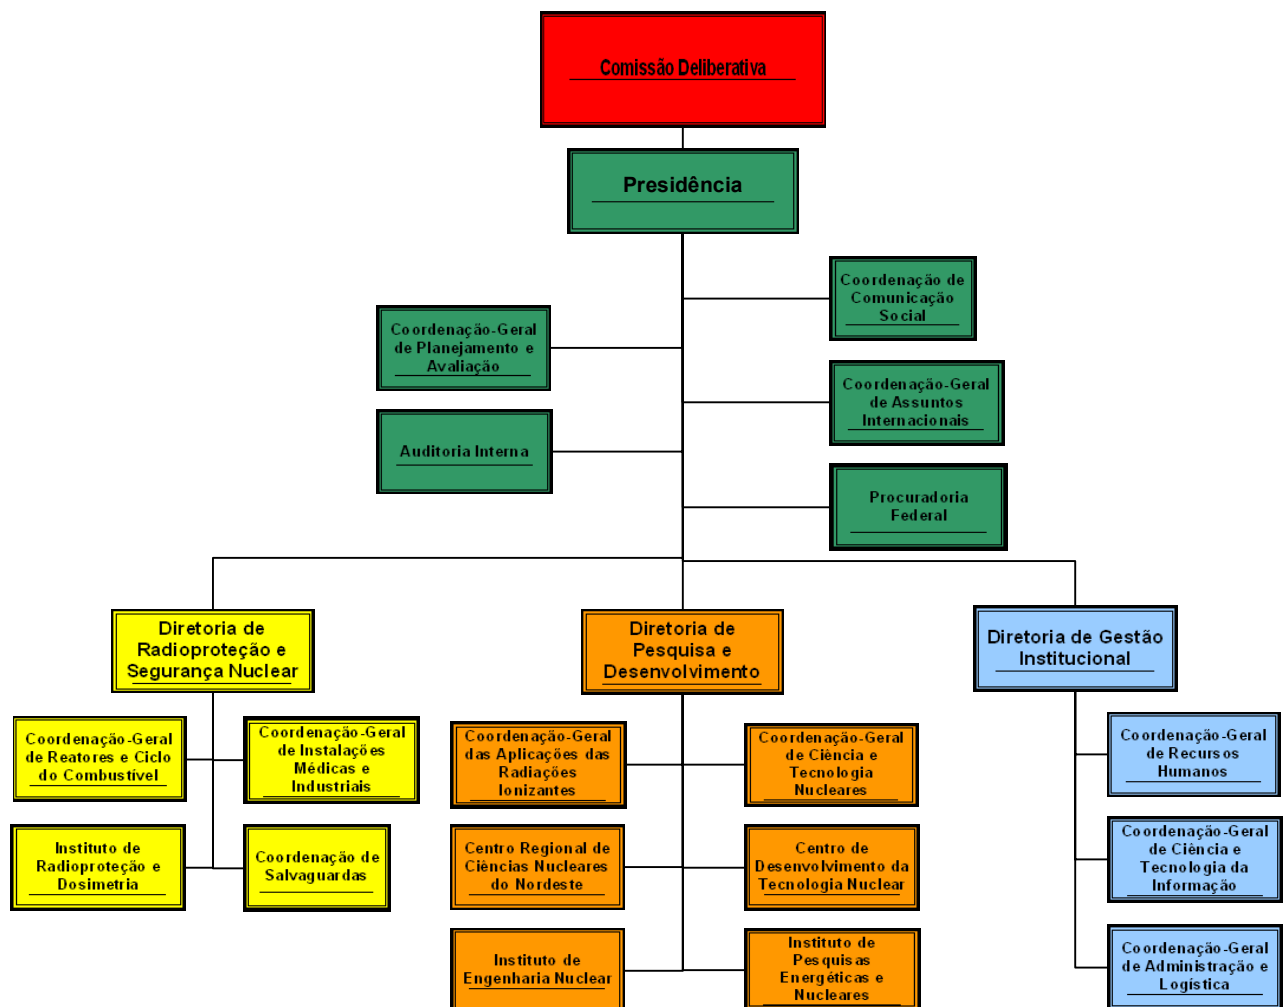 Comissão Deliberativa
Presidência
Coordenação de
Comunicação
Social
Coordenação-Geral
de Planejamento e
Avaliação
Coordenação-Geral
de Assuntos
Internacionais
Auditoria Interna
Procuradoria
Federal
Diretoria de
Radioproteção e
Segurança Nuclear
Diretoria de
Pesquisa e
Desenvolvimento
Diretoria de Gestão
Institucional
Coordenação-Geral
de Reatores e Ciclo
do Combustível
Coordenação-Geral
de Instalações
Médicas e
Industriais
Coordenação-Geral
das Aplicações das
Radiações
Ionizantes
Coordenação-Geral
de Ciência e
Tecnologia
Nucleares
Coordenação-Geral
de Recursos
Humanos
Instituto de
Radioproteção e
Dosimetria
Coordenação de
Salvaguardas
Centro Regional de
Ciências Nucleares
do Nordeste
Centro de
Desenvolvimento da
Tecnologia Nuclear
Coordenação-Geral
de Ciência e
Tecnologia da
Informação
Instituto de
Engenharia Nuclear
Instituto de
Pesquisas
Energéticas e
Nucleares
Coordenação-Geral
de Administração e
Logística